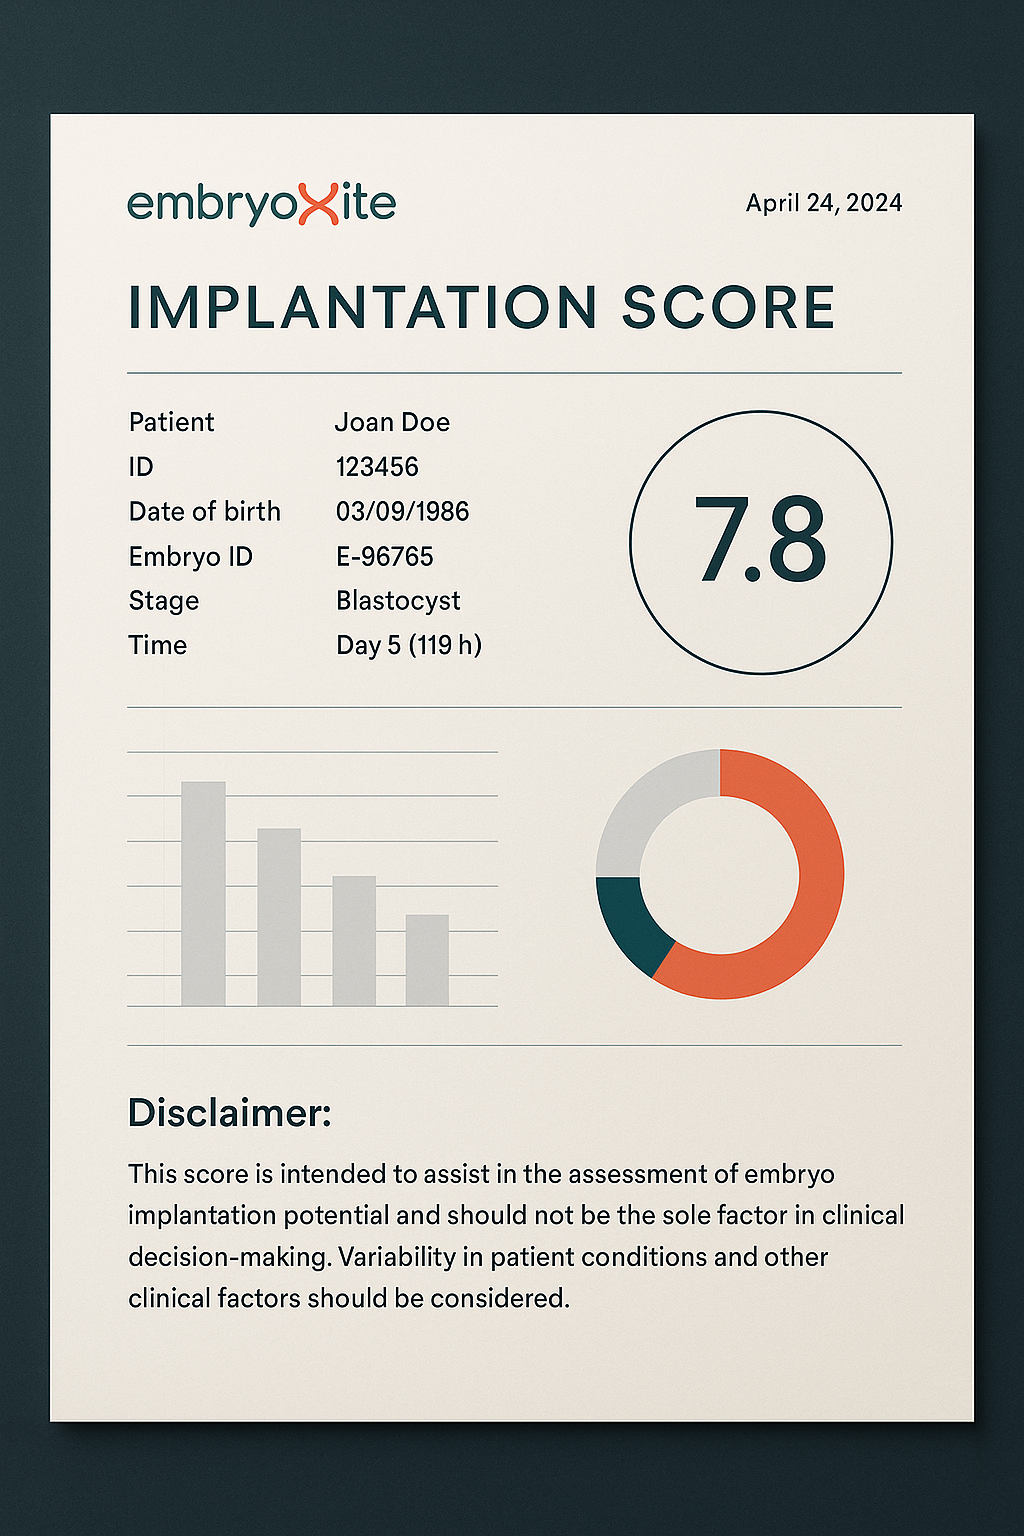 embryoXite
April 24, 2024
IMPLANTATION SCORE
Patient Joan Doe
ID 123456
Date of birth 03/09/1986
Embryo ID E-96765
Stage Blastocyst
Time Day 5 (119 h)
7.8
Disclaimer:
This score is intended to assist in the assessment of embryo
implantation potential and should not be the sole factor in clinical
decision-making. Variability in patient conditions and other
clinical factors should be considered.